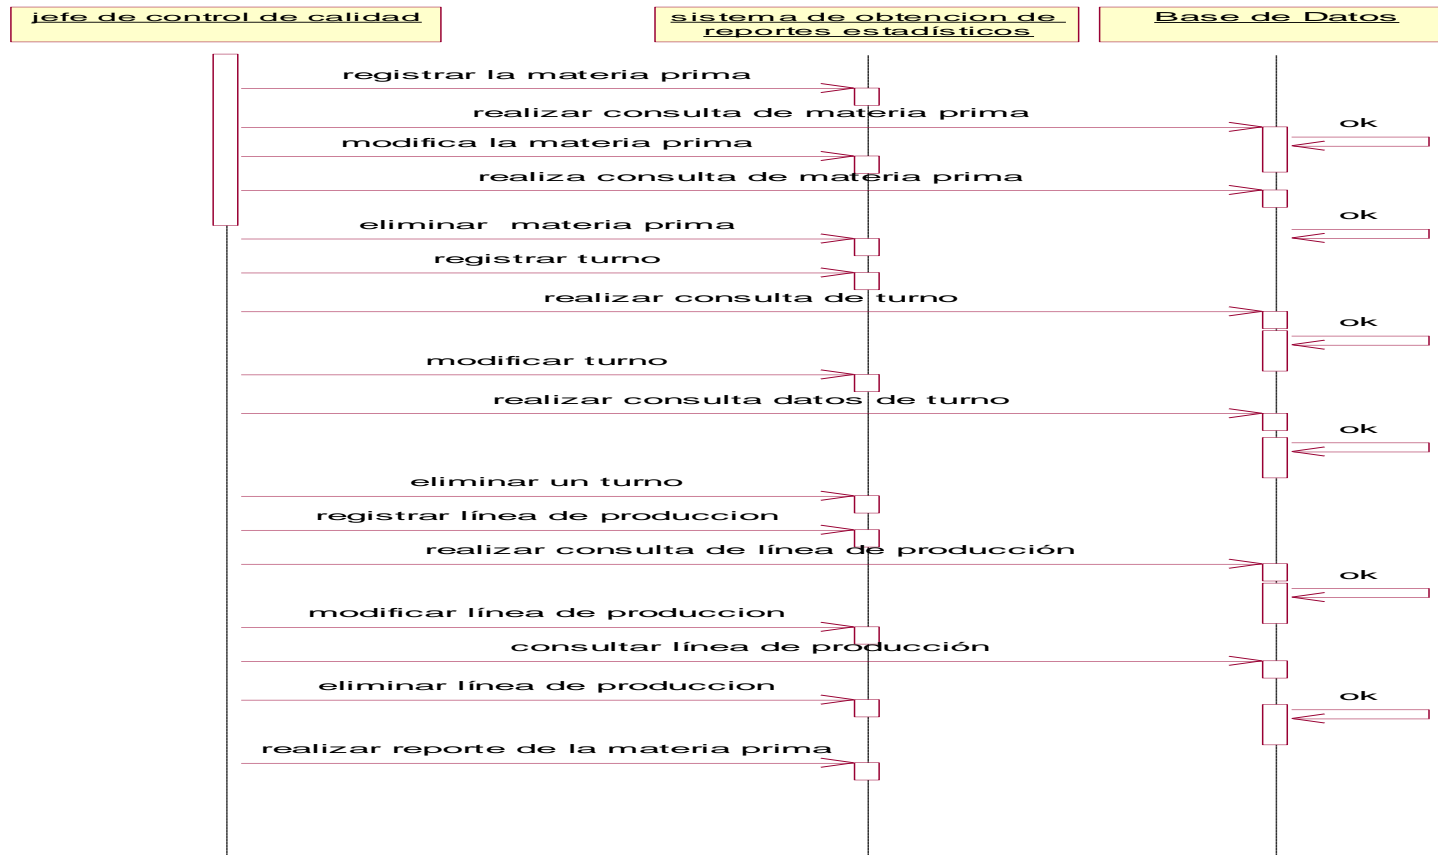 jefe de control de calidad
sistema de obtencion de
reportes estadísticos
Base de Datos
registrar la materia prima
realizar consulta de materia prima
ok
modifica la materia prima
realiza consulta de materia prima
ok
eliminar materia prima
registrar turno
realizar consulta de turno
ok
modificar turno
realizar consulta datos de turno
ok
eliminar un turno
registrar línea de produccion
realizar consulta de línea de producción
ok
modificar línea de produccion
consultar línea de producción
eliminar línea de produccion
ok
realizar reporte de la materia prima